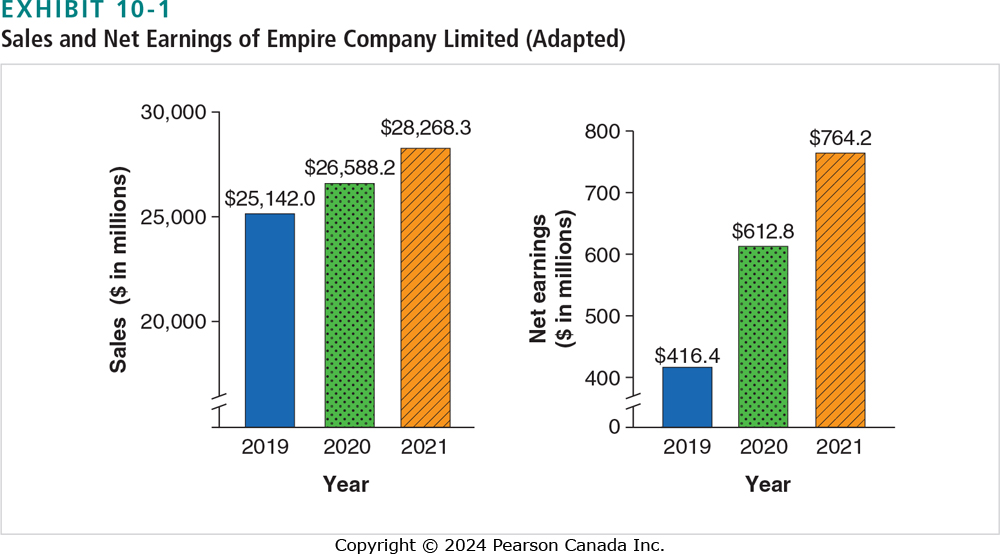 EXHIBIT 10-1
Sales and Net Earnings of Empire Company Limited (Adapted)
Sales ($ in millions)
30,000
25,000
20,000
$25,142.0
$26,588.2
$28,268.3
2019 2020 2021
Year
Net earnings
($ in millions)
800
700
600
500
400
0
$416.4
$612.8
$764.2
2019 2020 2021
Year
Copyright © 2024 Pearson Canada Inc.